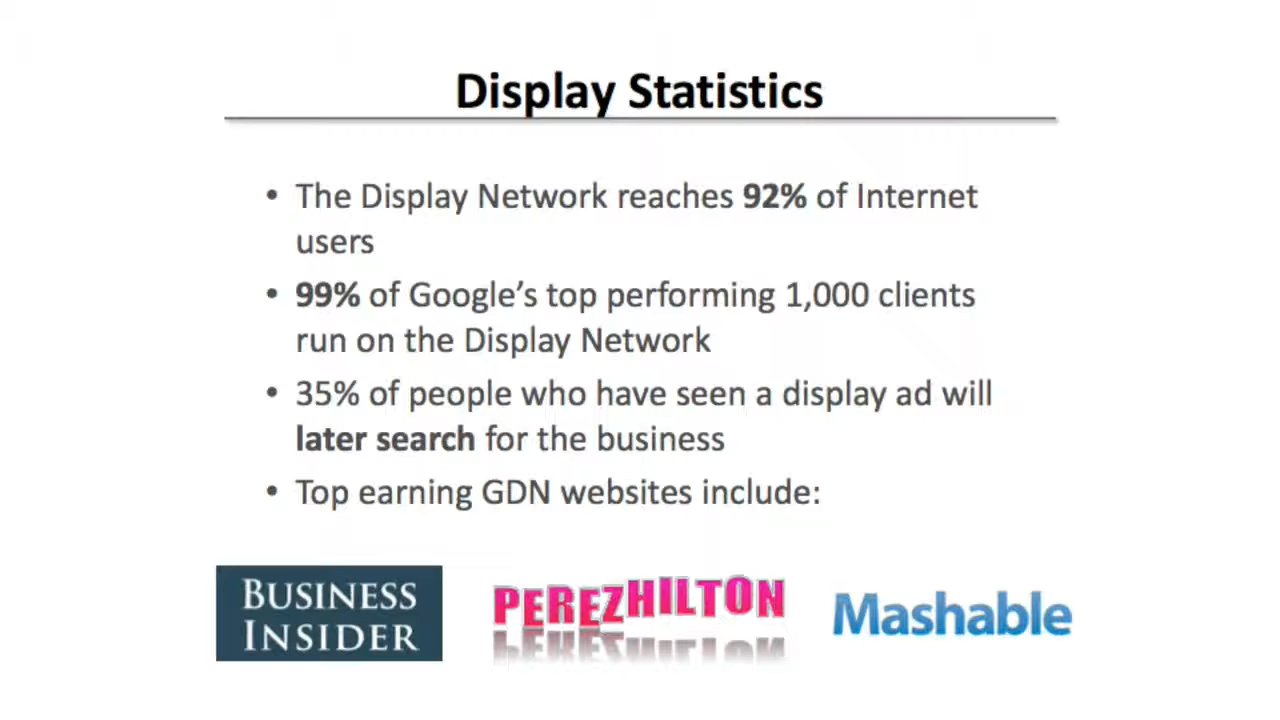 Display Statistics
• The Display Network reaches 92% of Internet
users
• 99% of Google's top performing 1,000 clients
run on the Display Network
• 35% of people who have seen a display ad will
later search for the business
• Top earning GDN websites include:
BUSINESS
INSIDER
PEREZHILTON
Mashable